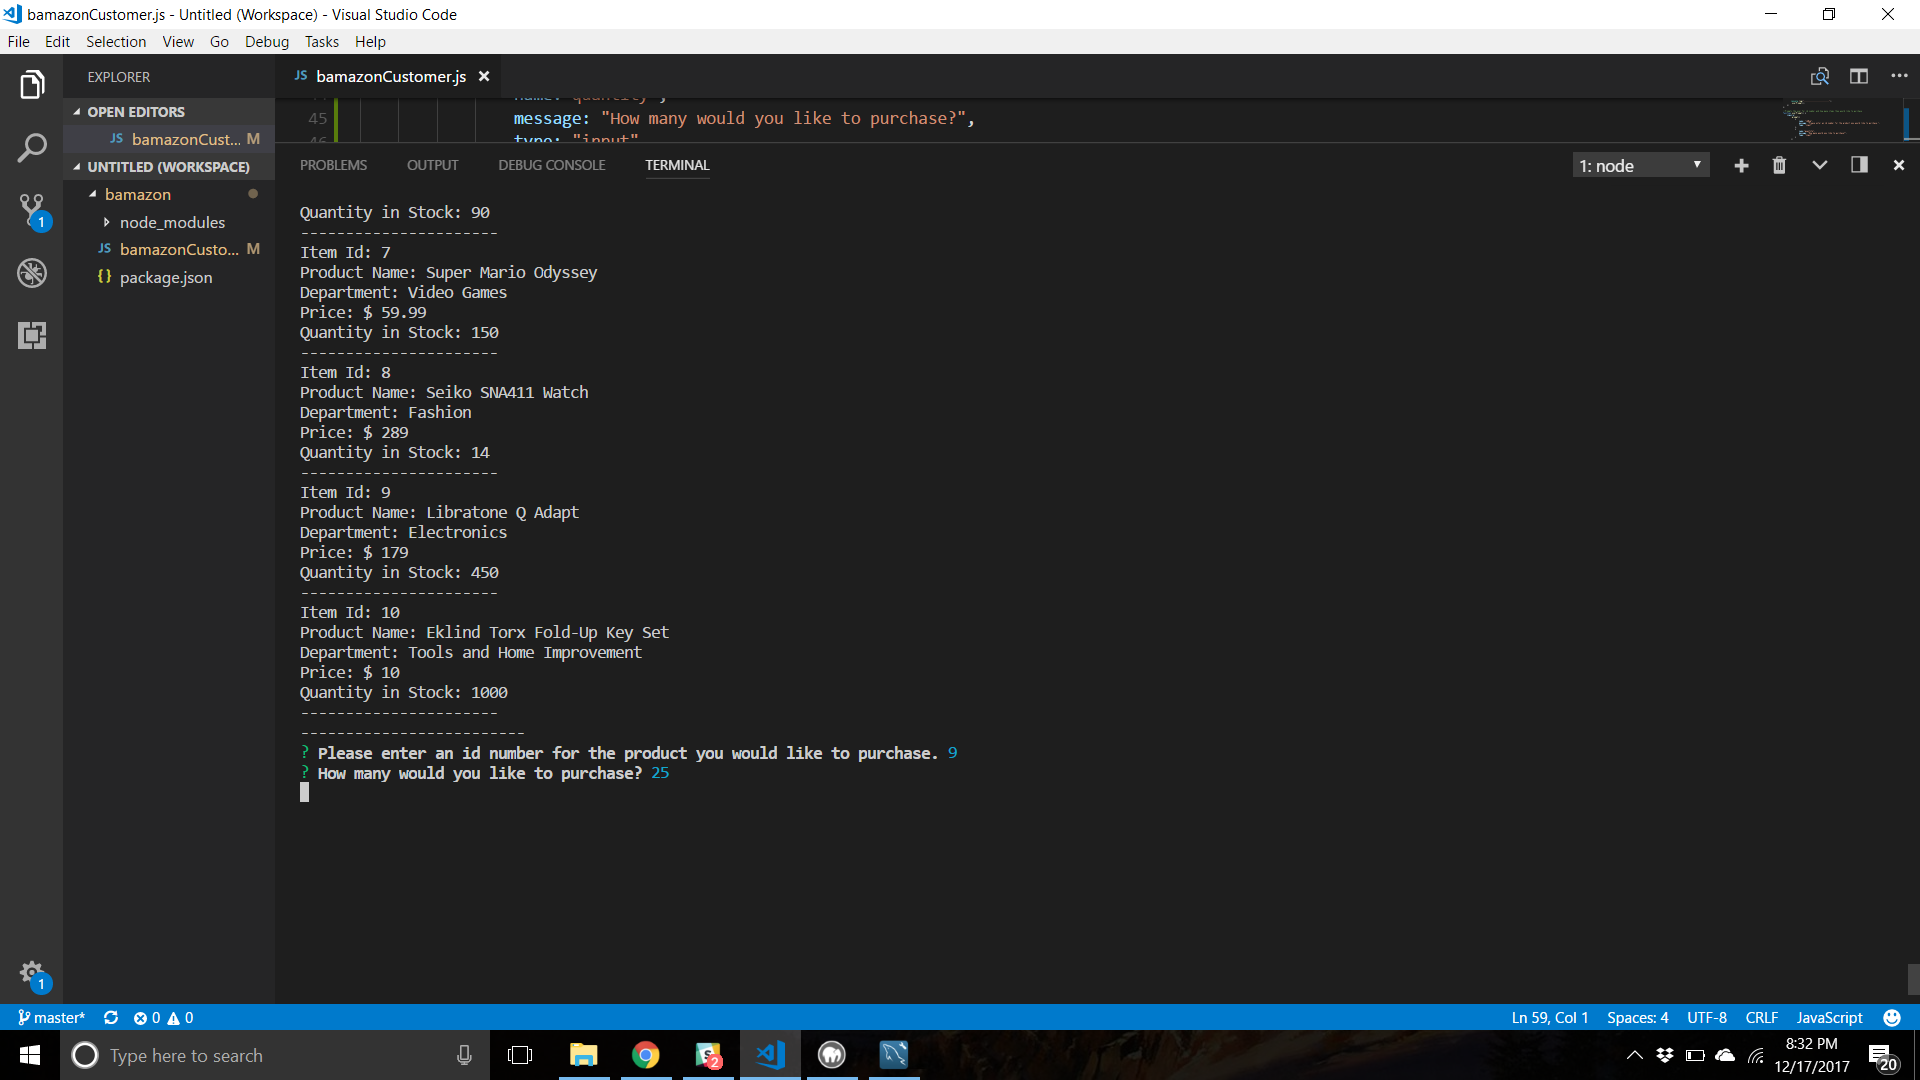 bamazonCustomer.js - Untitled (Workspace) - Visual Studio Code
File Edit Selection View Go Debug Tasks Help
EXPLORER
OPEN EDITORS
JS bamazonCust... M
UNTITLED (WORKSPACE)
bamazon
node_modules
JS bamazonCusto... M
{} package.json
1
1
JS bamazonCustomer.js
45 message: "How many would you like to purchase?",
type: "input"
PROBLEMS OUTPUT DEBUG CONSOLE TERMINAL
1: node
Quantity in Stock: 90
----------------------
Item Id: 7
Product Name: Super Mario Odyssey
Department: Video Games
Price: $ 59.99
Quantity in Stock: 150
----------------------
Item Id: 8
Product Name: Seiko SNA411 Watch
Department: Fashion
Price: $ 289
Quantity in Stock: 14
----------------------
Item Id: 9
Product Name: Libratone Q Adapt
Department: Electronics
Price: $ 179
Quantity in Stock: 450
----------------------
Item Id: 10
Product Name: Eklind Torx Fold-Up Key Set
Department: Tools and Home Improvement
Price: $ 10
Quantity in Stock: 1000
----------------------
-------------------------
? Please enter an id number for the product you would like to purchase. 9
? How many would you like to purchase? 25
master* 0 0 Ln 59, Col 1 Spaces: 4 UTF-8 CRLF JavaScript
Type here to search
2
8:32 PM
12/17/2017
20